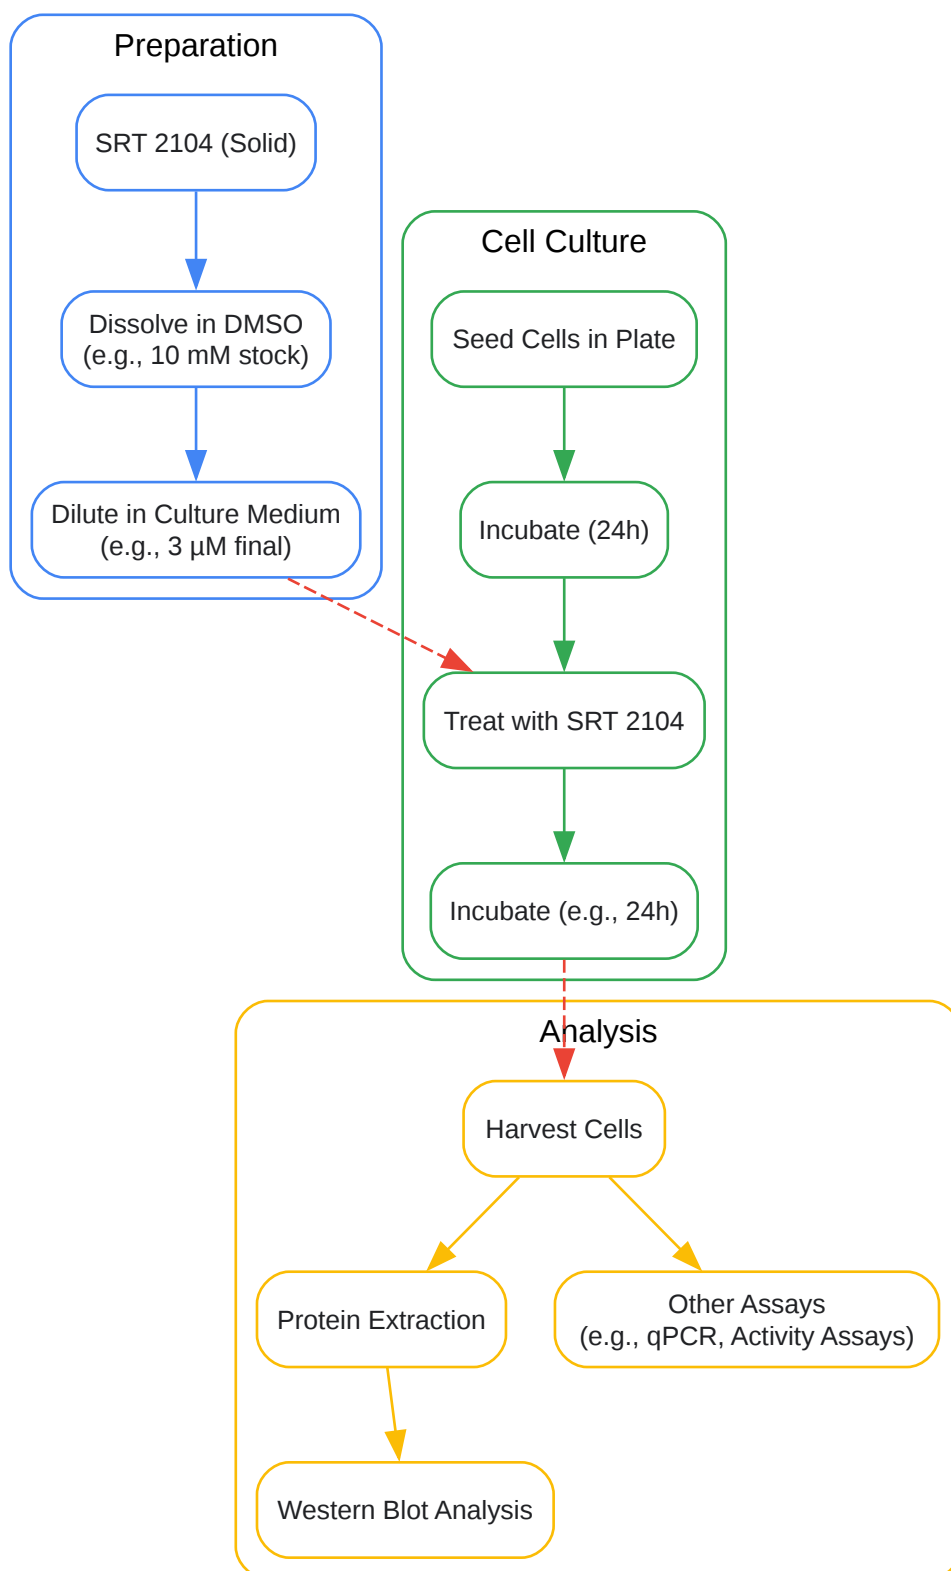 Preparation
SRT 2104 (Solid)
Dissolve in DMSO
(e.g., 10 mM stock)
Dilute in Culture Medium
(e.g., 3 µM final)
Cell Culture
Seed Cells in Plate
Incubate (24h)
Treat with SRT 2104
Incubate (e.g., 24h)
Analysis
Harvest Cells
Protein Extraction
Other Assays
(e.g., qPCR, Activity Assays)
Western Blot Analysis